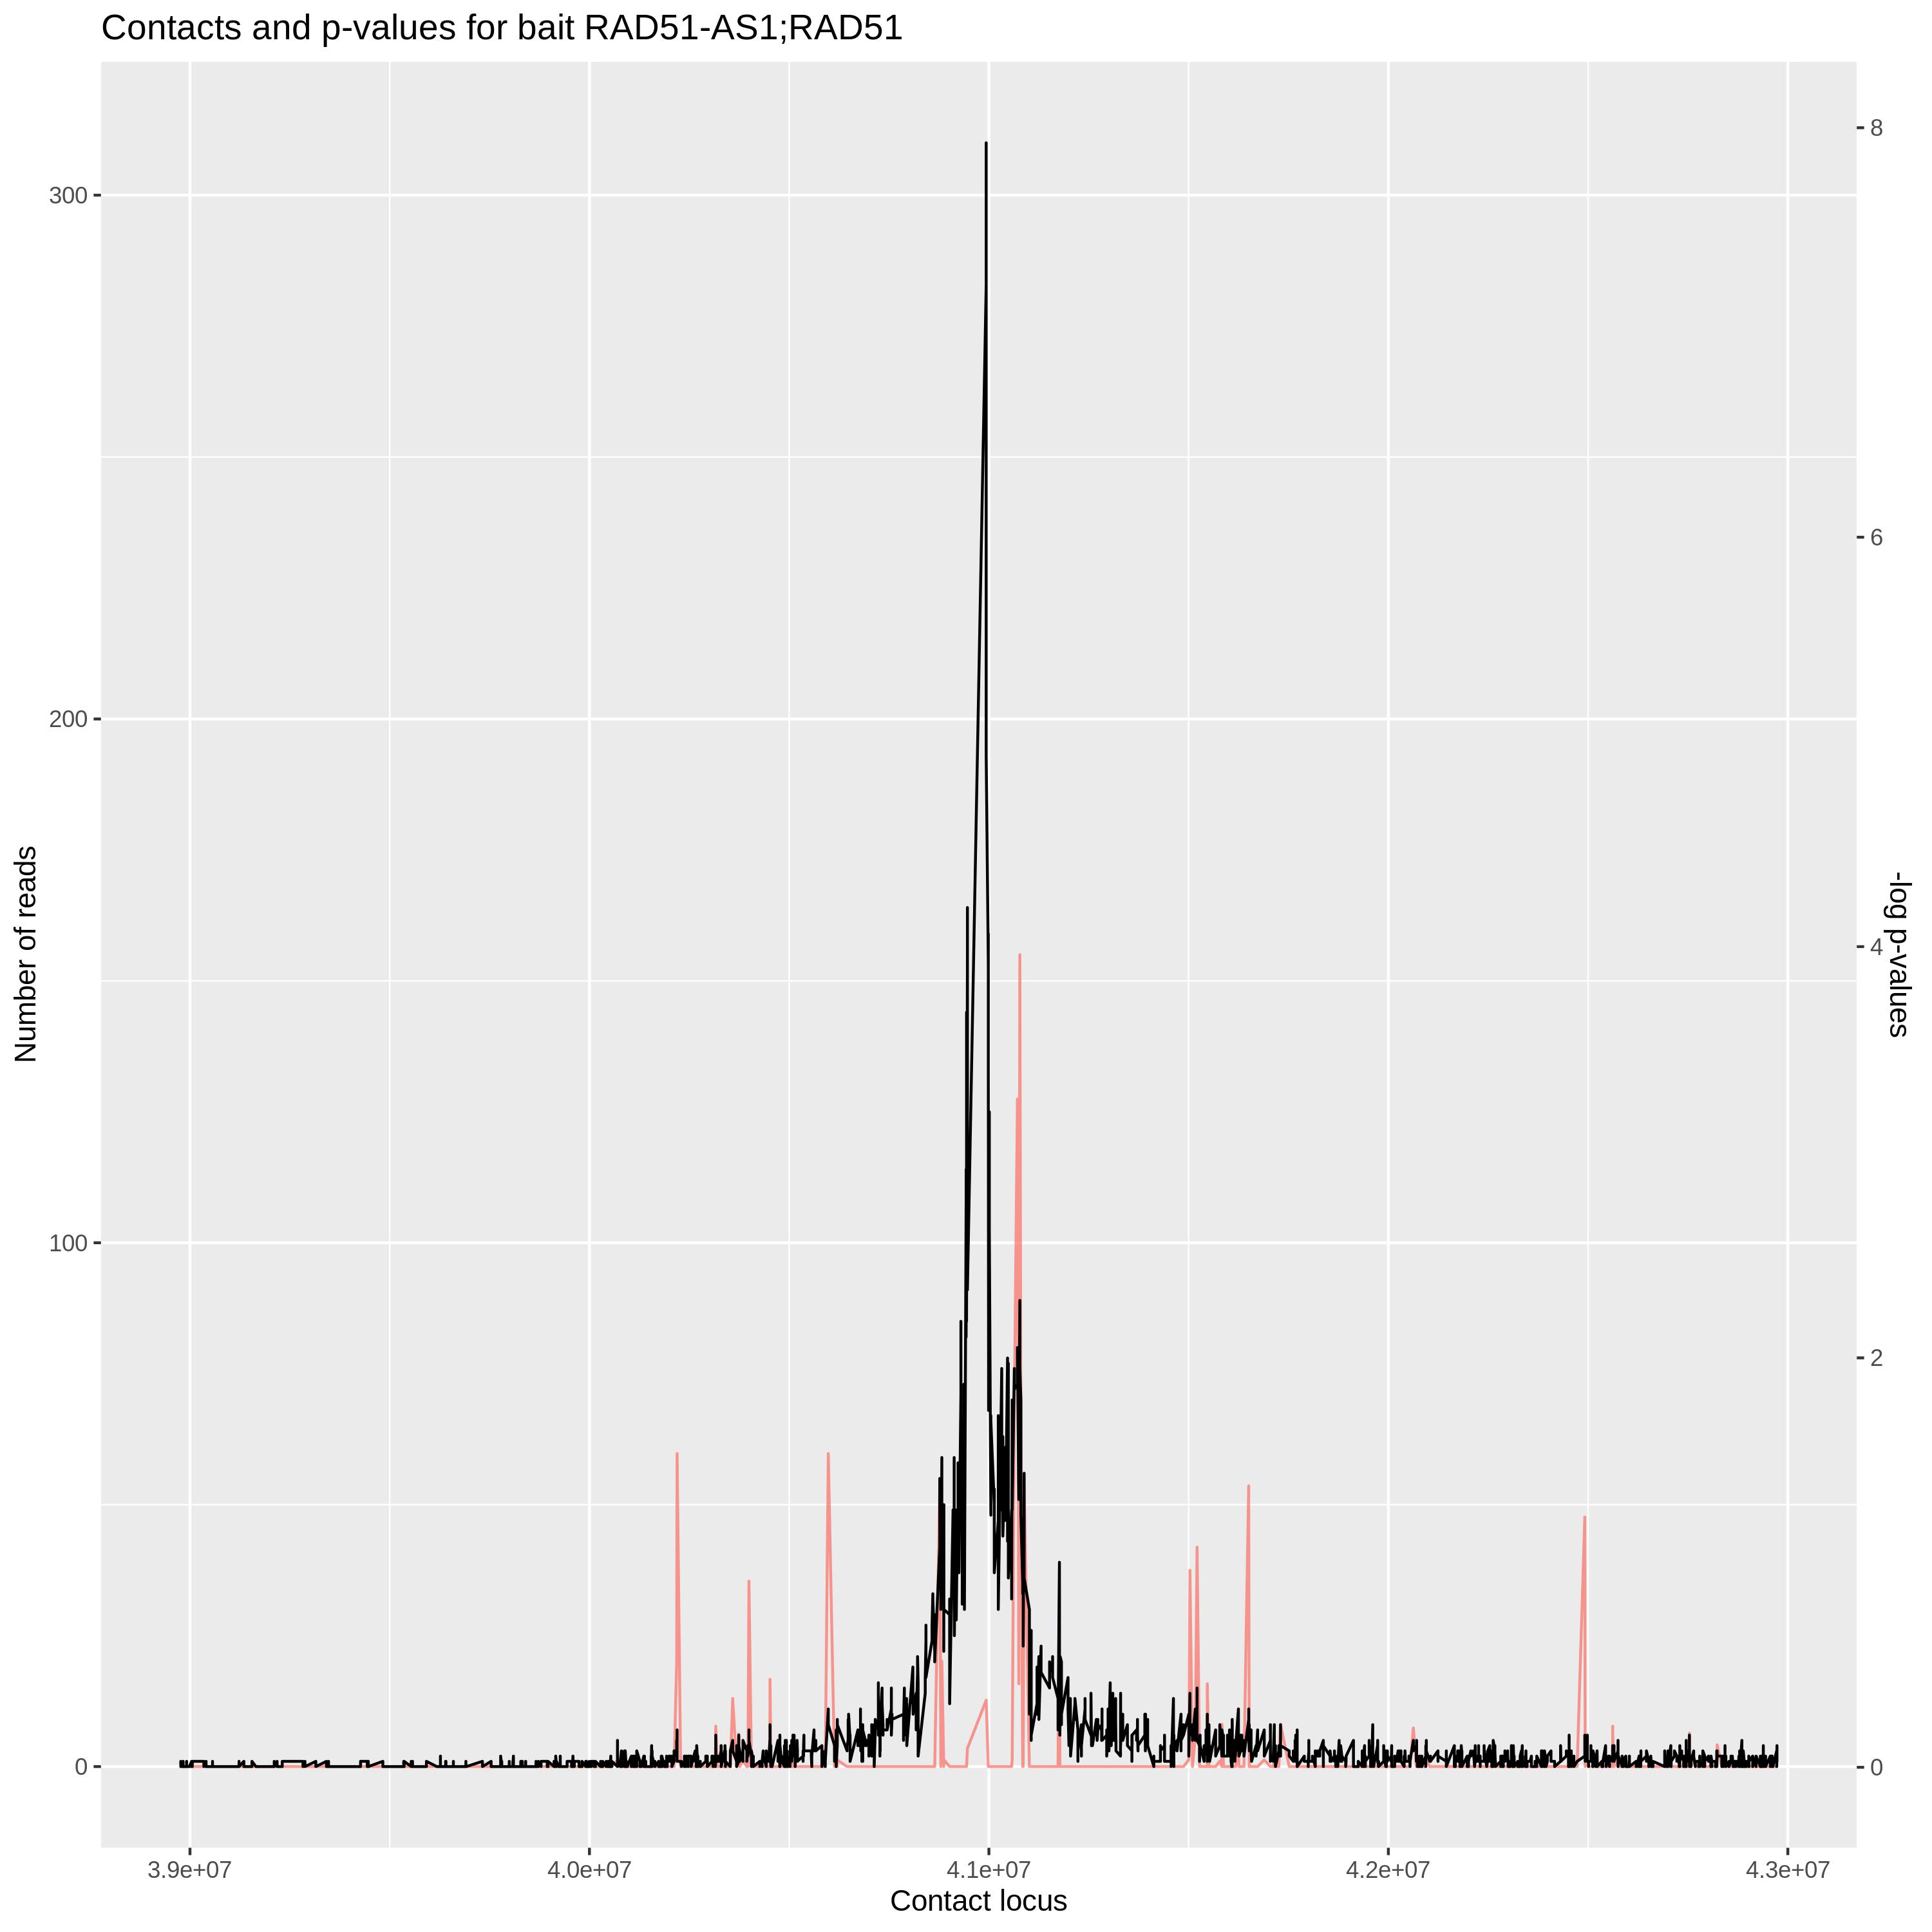 Contacts and p-values for bait RAD51-AS1;RAD51
300
200
100
0
Number of reads
8
6
4
2
0
-log p-values
3.9e+07
4.0e+07
4.1e+07
4.2e+07
4.3e+07
Contact locus